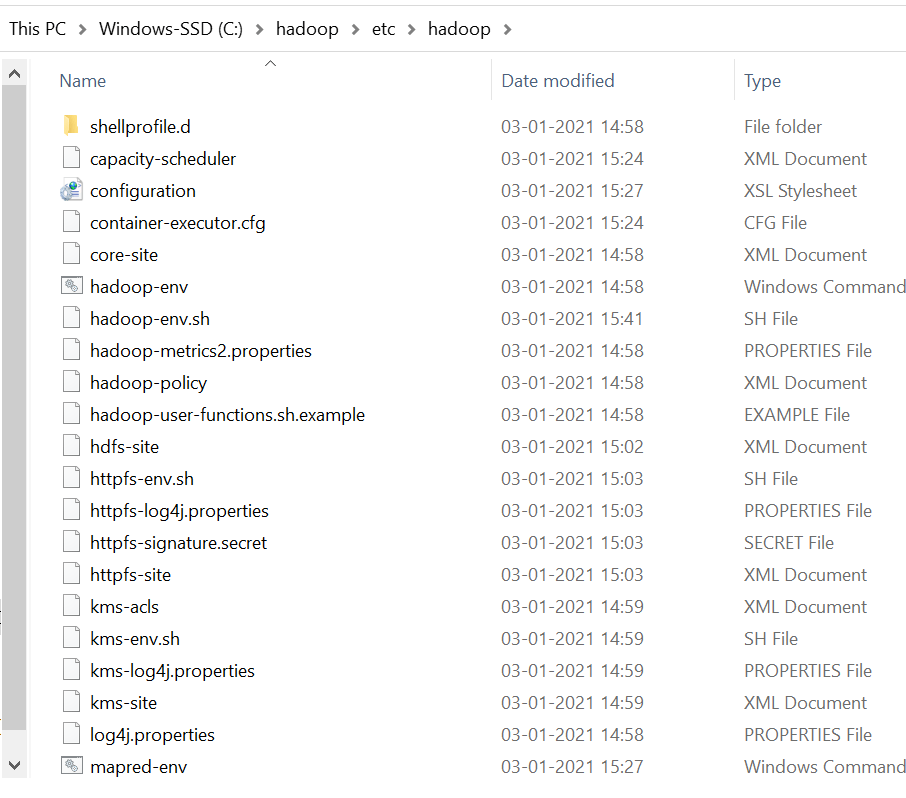 This PC > Windows-SSD (C:) > hadoop > etc > hadoop >
Name Date modified Type
shellprofile.d 03-01-2021 14:58 File folder
capacity-scheduler 03-01-2021 15:24 XML Document
configuration 03-01-2021 15:27 XSL Stylesheet
container-executor.cfg 03-01-2021 15:24 CFG File
core-site 03-01-2021 14:58 XML Document
hadoop-env 03-01-2021 14:58 Windows Command
hadoop-env.sh 03-01-2021 15:41 SH File
hadoop-metrics2.properties 03-01-2021 14:58 PROPERTIES File
hadoop-policy 03-01-2021 14:58 XML Document
hadoop-user-functions.sh.example 03-01-2021 14:58 EXAMPLE File
hdfs-site 03-01-2021 15:02 XML Document
httpfs-env.sh 03-01-2021 15:03 SH File
httpfs-log4j.properties 03-01-2021 15:03 PROPERTIES File
httpfs-signature.secret 03-01-2021 15:03 SECRET File
httpfs-site 03-01-2021 15:03 XML Document
kms-acls 03-01-2021 14:59 XML Document
kms-env.sh 03-01-2021 14:59 SH File
kms-log4j.properties 03-01-2021 14:59 PROPERTIES File
kms-site 03-01-2021 14:59 XML Document
log4j.properties 03-01-2021 14:58 PROPERTIES File
mapred-env 03-01-2021 15:27 Windows Command